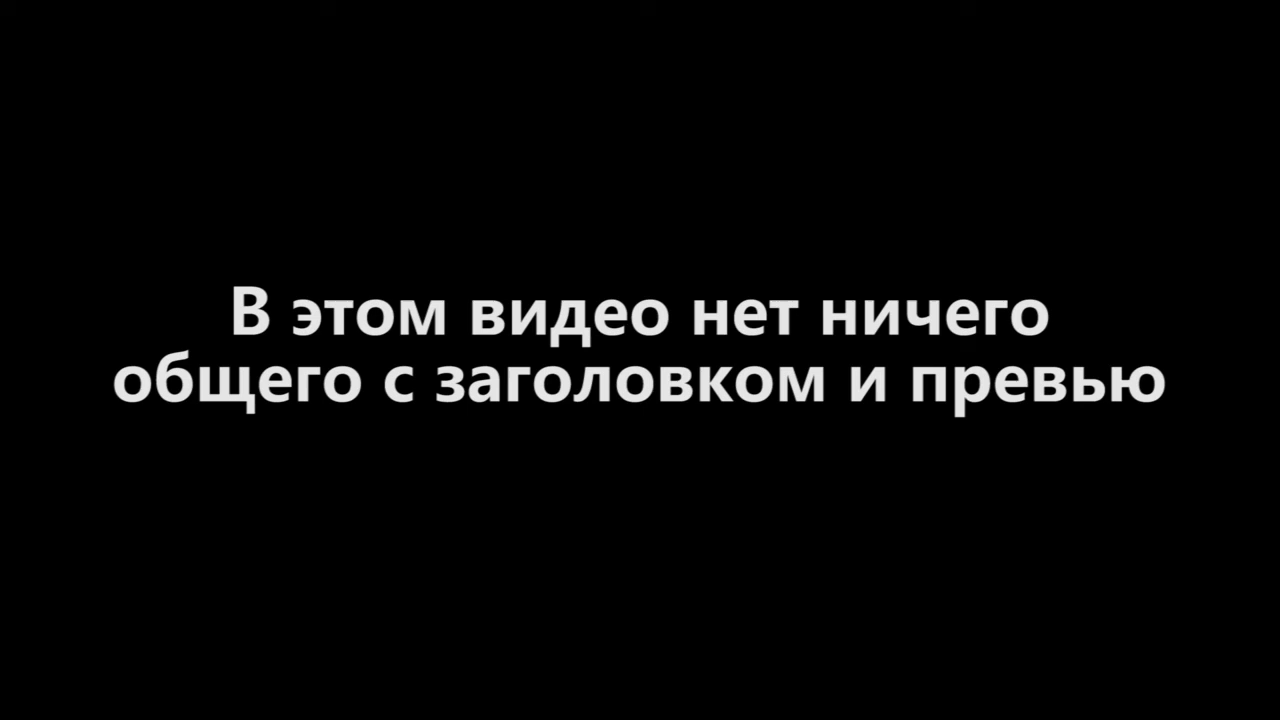 В этом видео нет ничего
общего с заголовком и превью